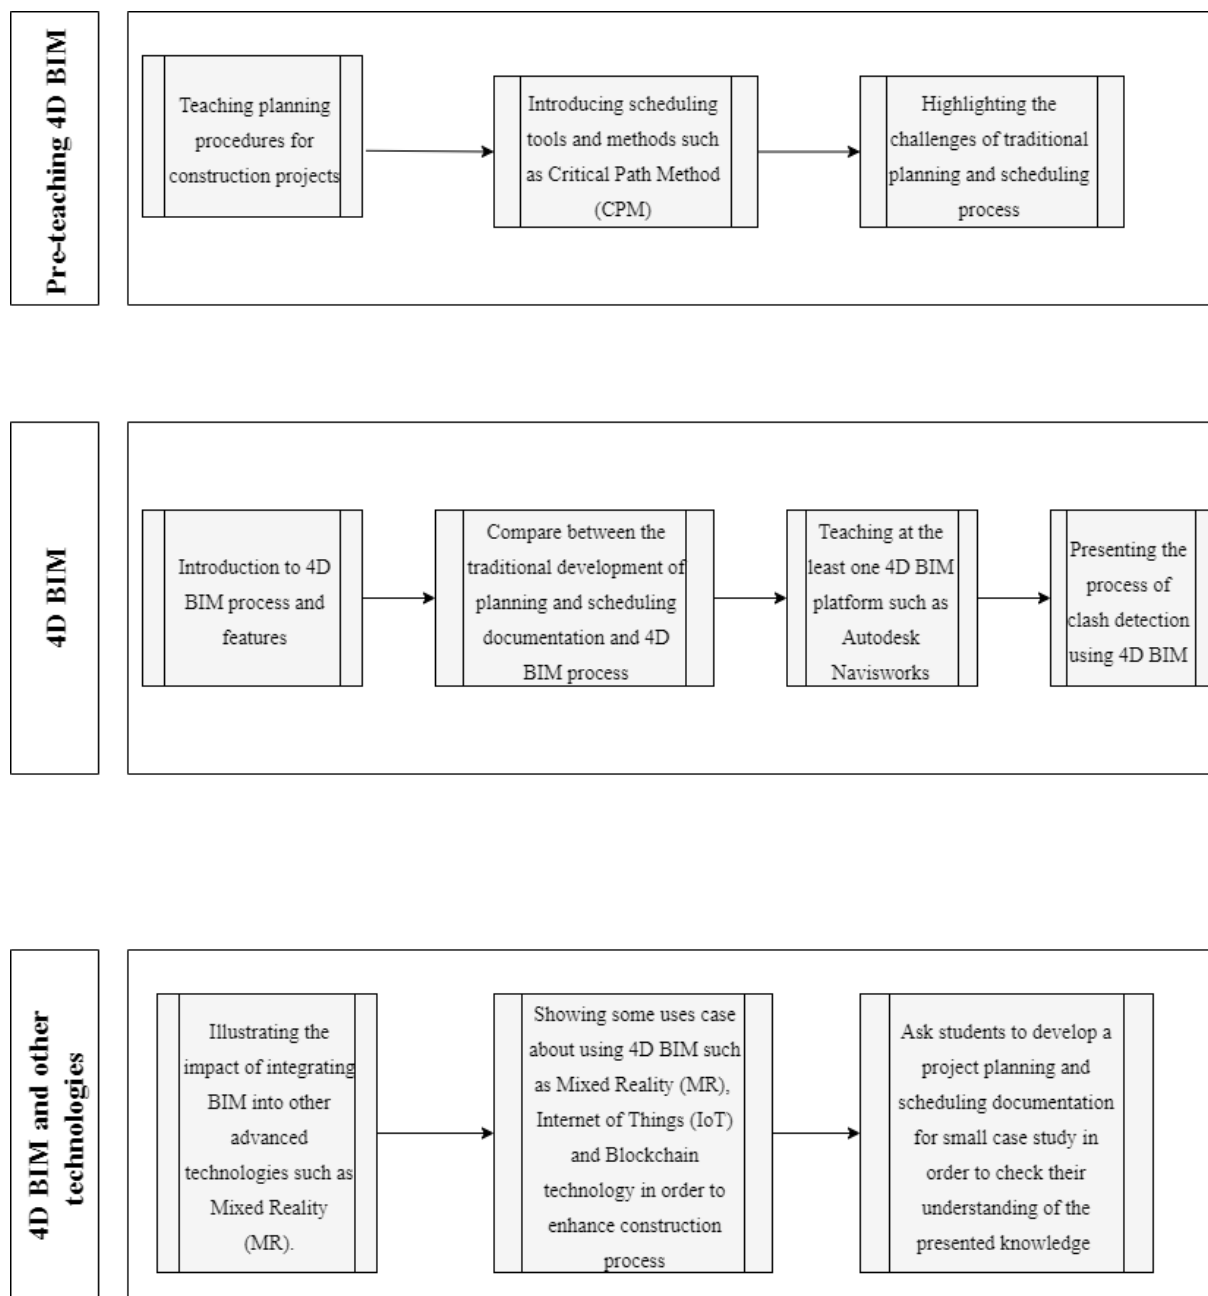 Pre-teaching 4D BIM
Teaching planning
procedures for
construction projects
Introducing scheduling
tools and methods such
as Critical Path Method
(CPM)
Highlighting the
challenges of traditional
planning and scheduling
process
4D BIM
Introduction to 4D
BIM process and
features
Compare between the
traditional development of
planning and scheduling
documentation and 4D
BIM process
Teaching at the
least one 4D BIM
platform such as
Autodesk
Navisworks
Presenting the
process of
clash detection
using 4D BIM
4D BIM and other
technologies
Illustrating the
impact of integrating
BIM into other
advanced
technologies such as
Mixed Reality
(MR).
Showing some uses case
about using 4D BIM such
as Mixed Reality (MR),
Internet of Things (IoT)
and Blockchain
technology in order to
enhance construction
process
Ask students to develop a
project planning and
scheduling documentation
for small case study in
order to check their
understanding of the
presented knowledge